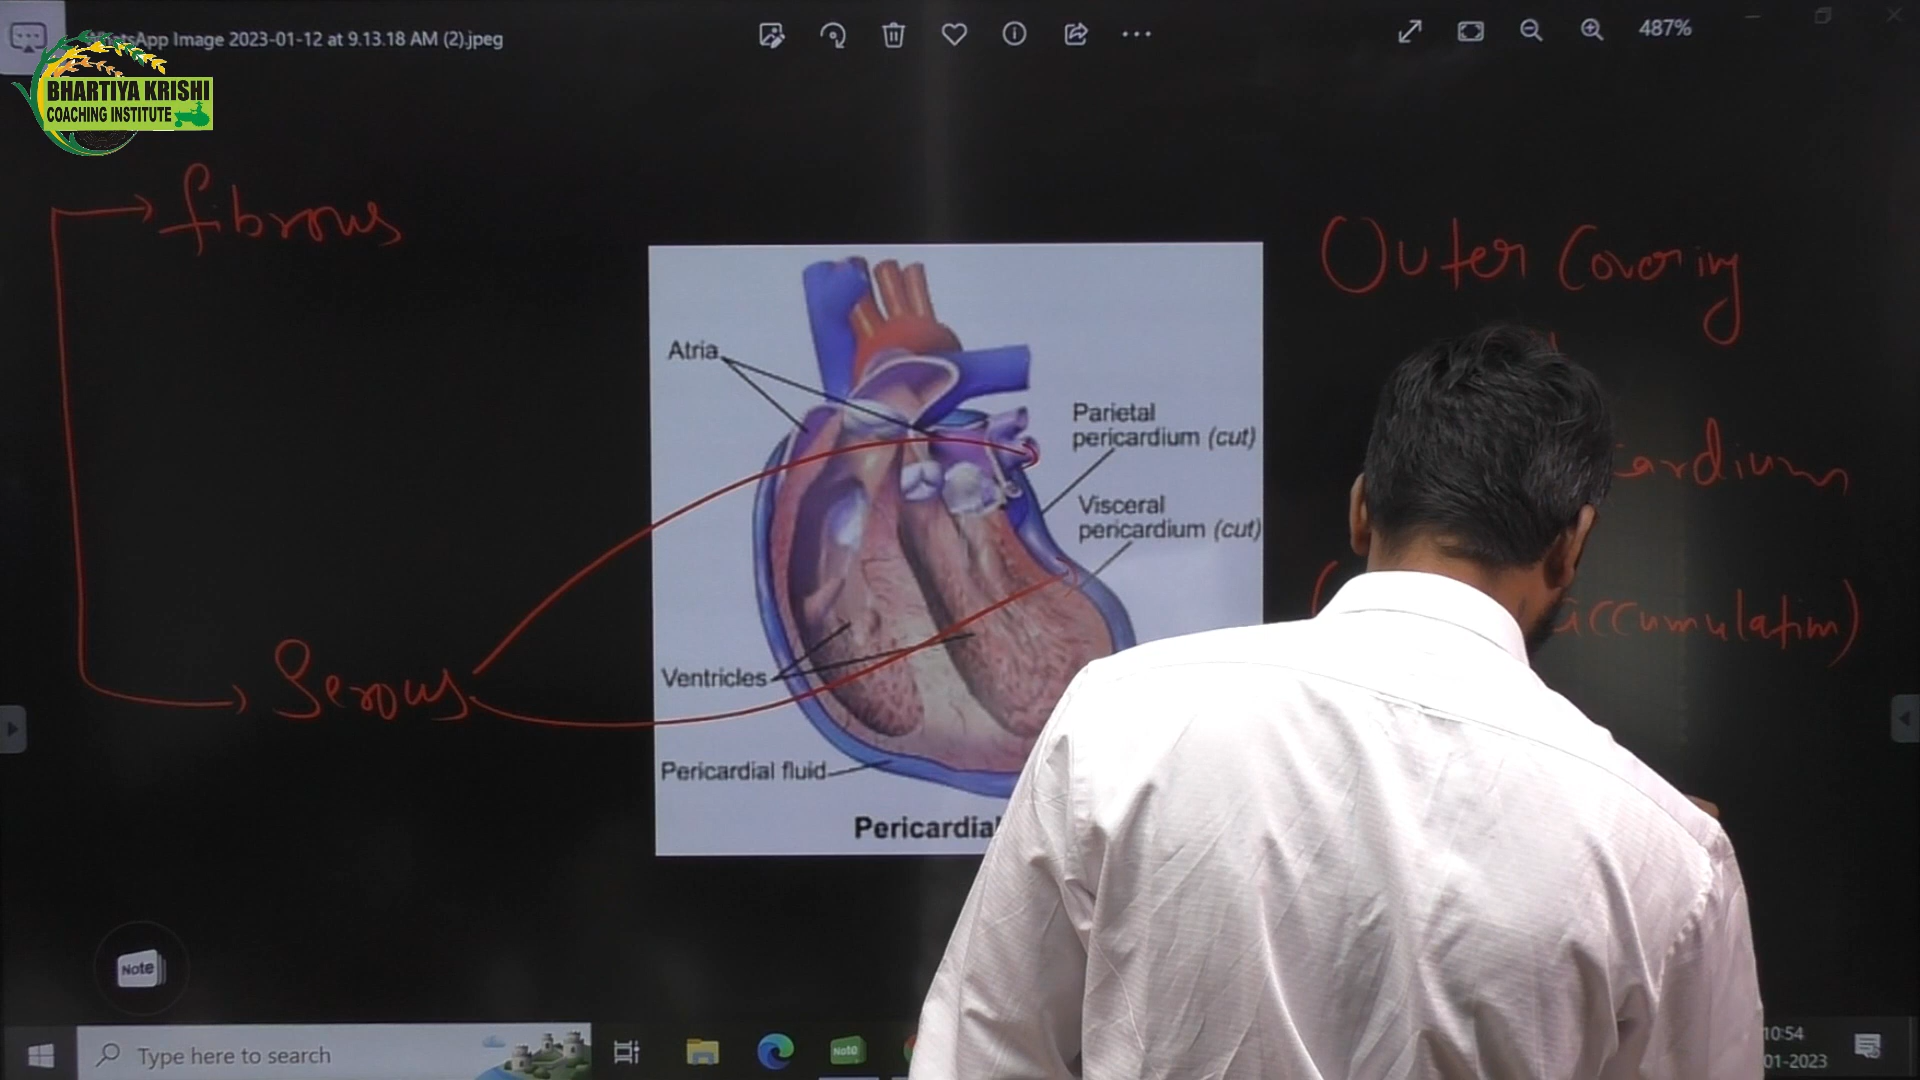 WhatsApp Image 2023-01-12 at 9.13.18 AM (2).jpeg
487%
BHARTIYA KRISHI
COACHING INSTITUTE
fibrous
Outer Covering
Atria
Parietal
pericardium (cut)
Visceral
pericardium (cut)
accumulation)
Serous
Ventricles
Pericardial fluid
Pericardial
Note
Type here to search
Note
10:54
01-2023